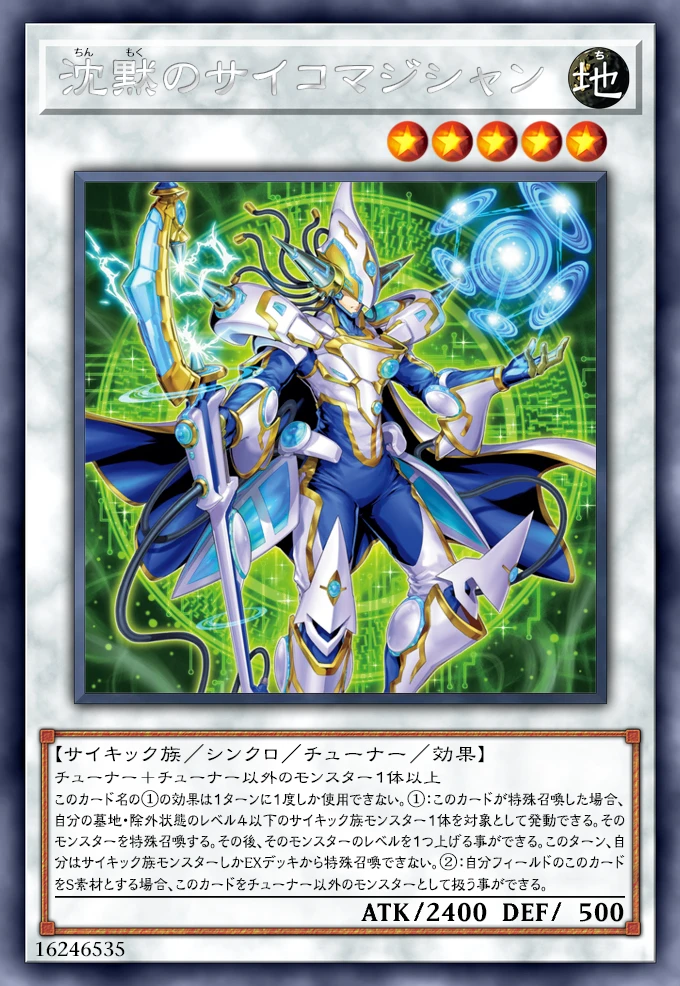 ちん もく
沈黙のサイコマジシャン
ち
地
【サイキック族／シンクロ／チューナー／効果】
チューナー＋チューナー以外のモンスター1体以上
このカード名の①の効果は1ターンに1度しか使用できない。①：このカードが特殊召喚した場合、
自分の墓地・除外状態のレベル4以下のサイキック族モンスター1体を対象として発動できる。その
モンスターを特殊召喚する。その後、そのモンスターのレベルを1つ上げる事ができる。このターン、自
分はサイキック族モンスターしかEXデッキから特殊召喚できない。②：自分フィールドのこのカード
をS素材とする場合、このカードをチューナー以外のモンスターとして扱う事ができる。
ATK/2400 DEF/ 500
16246535